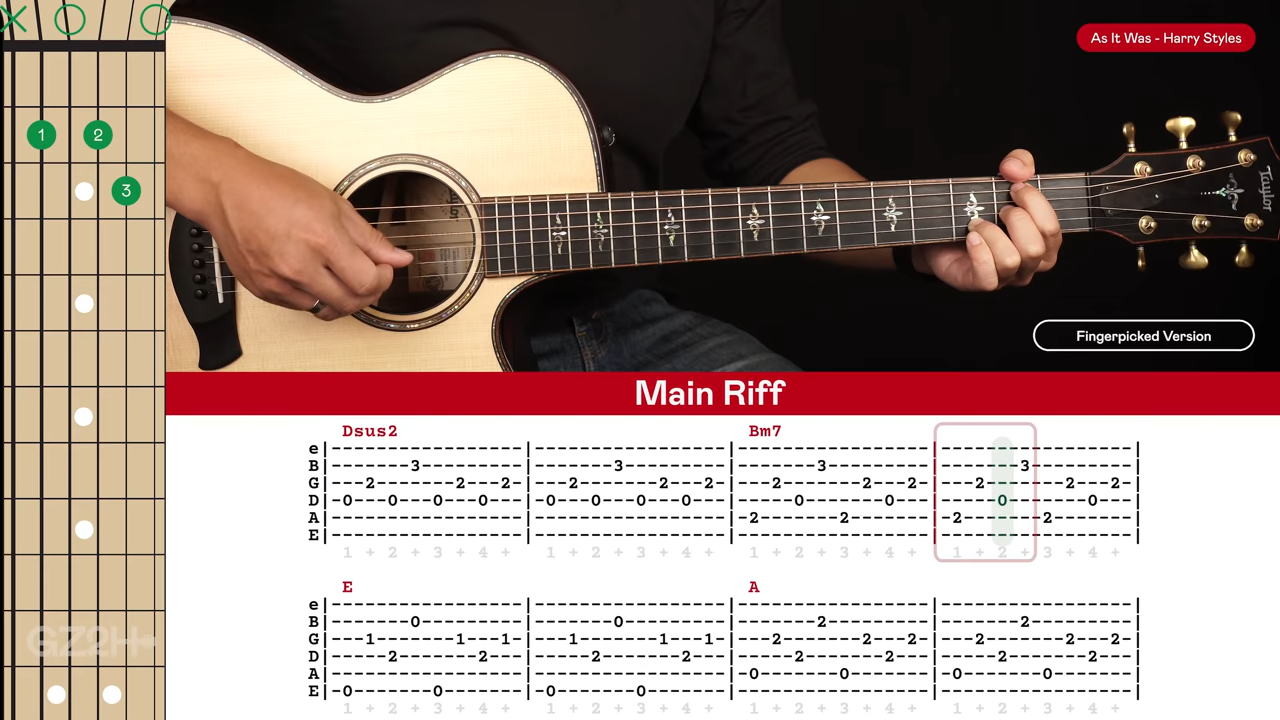 X O O
1 2
3
GZ2H
As It Was - Harry Styles
Taylor
Fingerpicked Version
Main Riff
Dsus2 Bm7
e|-----------------|-----------------|-----------------|-----------------|
B|-------3---------|-------3---------|-------3---------|-------3---------|
G|---2-------2---2-|---2-------2---2-|---2-------2---2-|---2-------2---2-|
D|-0---0---0---0---|-0---0---0---0---|-----0-------0---|-----0-------0---|
A|-----------------|-----------------|-2-------2-------|-2-------2-------|
E|-----------------|-----------------|-----------------|-----------------|
1 + 2 + 3 + 4 + 1 + 2 + 3 + 4 + 1 + 2 + 3 + 4 + 1 + 2 + 3 + 4 +
E A
e|-----------------|-----------------|-----------------|-----------------|
B|-------0---------|-------0---------|-------2---------|-------2---------|
G|---1-------1---1-|---1-------1---1-|---2-------2---2-|---2-------2---2-|
D|-----2-------2---|-----2-------2---|-----2-------2---|-----2-------2---|
A|-----------------|-----------------|-0-------0-------|-0-------0-------|
E|-0-------0-------|-0-------0-------|-----------------|-----------------|
1 + 2 + 3 + 4 + 1 + 2 + 3 + 4 + 1 + 2 + 3 + 4 + 1 + 2 + 3 + 4 +